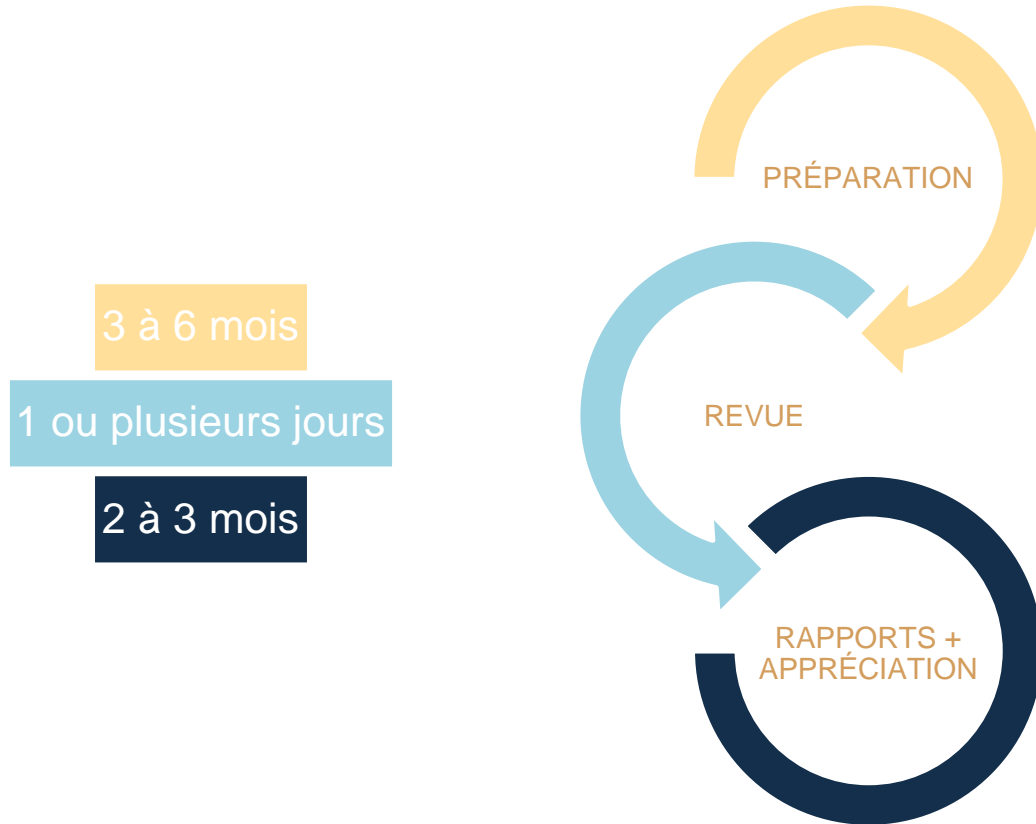 3 à 6 mois
1 ou plusieurs jours
2 à 3 mois
PRÉPARATION
REVUE
RAPPORTS +
APPRÉCIATION